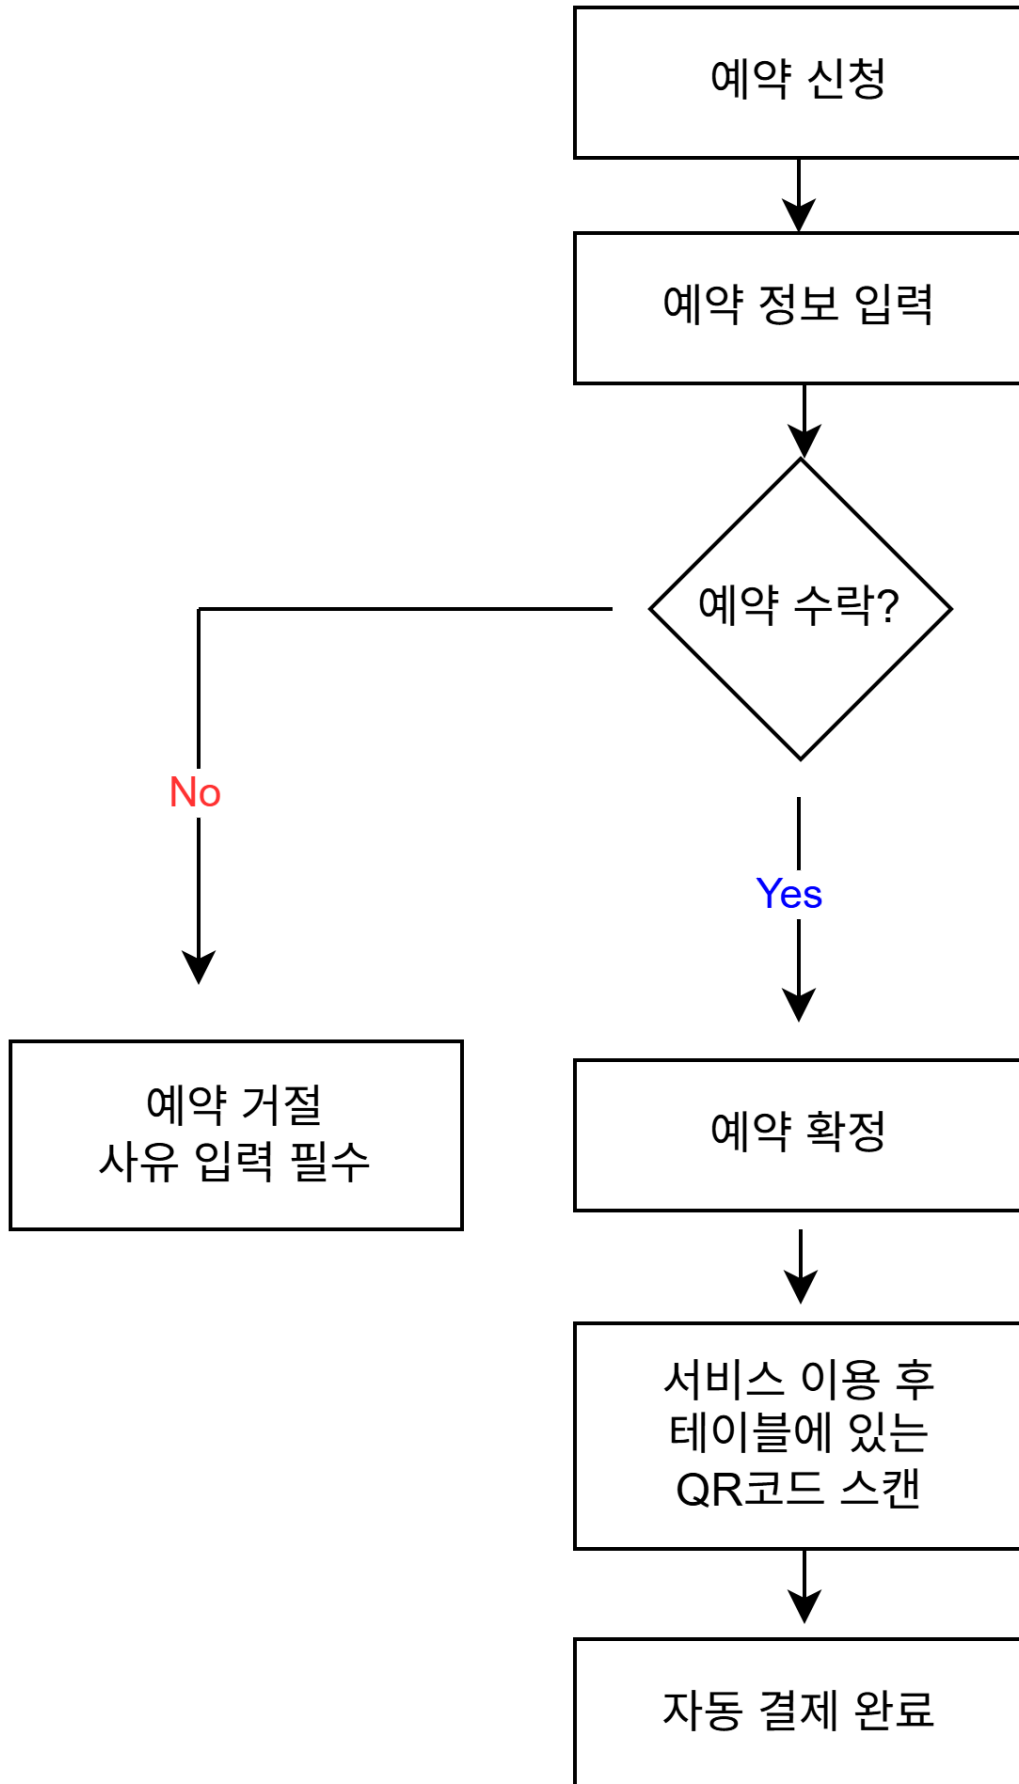 예약 신청
예약 정보 입력
예약 수락?
No
Yes
예약 거절
사유 입력 필수
예약 확정
서비스 이용 후
테이블에 있는
QR코드 스캔
자동 결제 완료